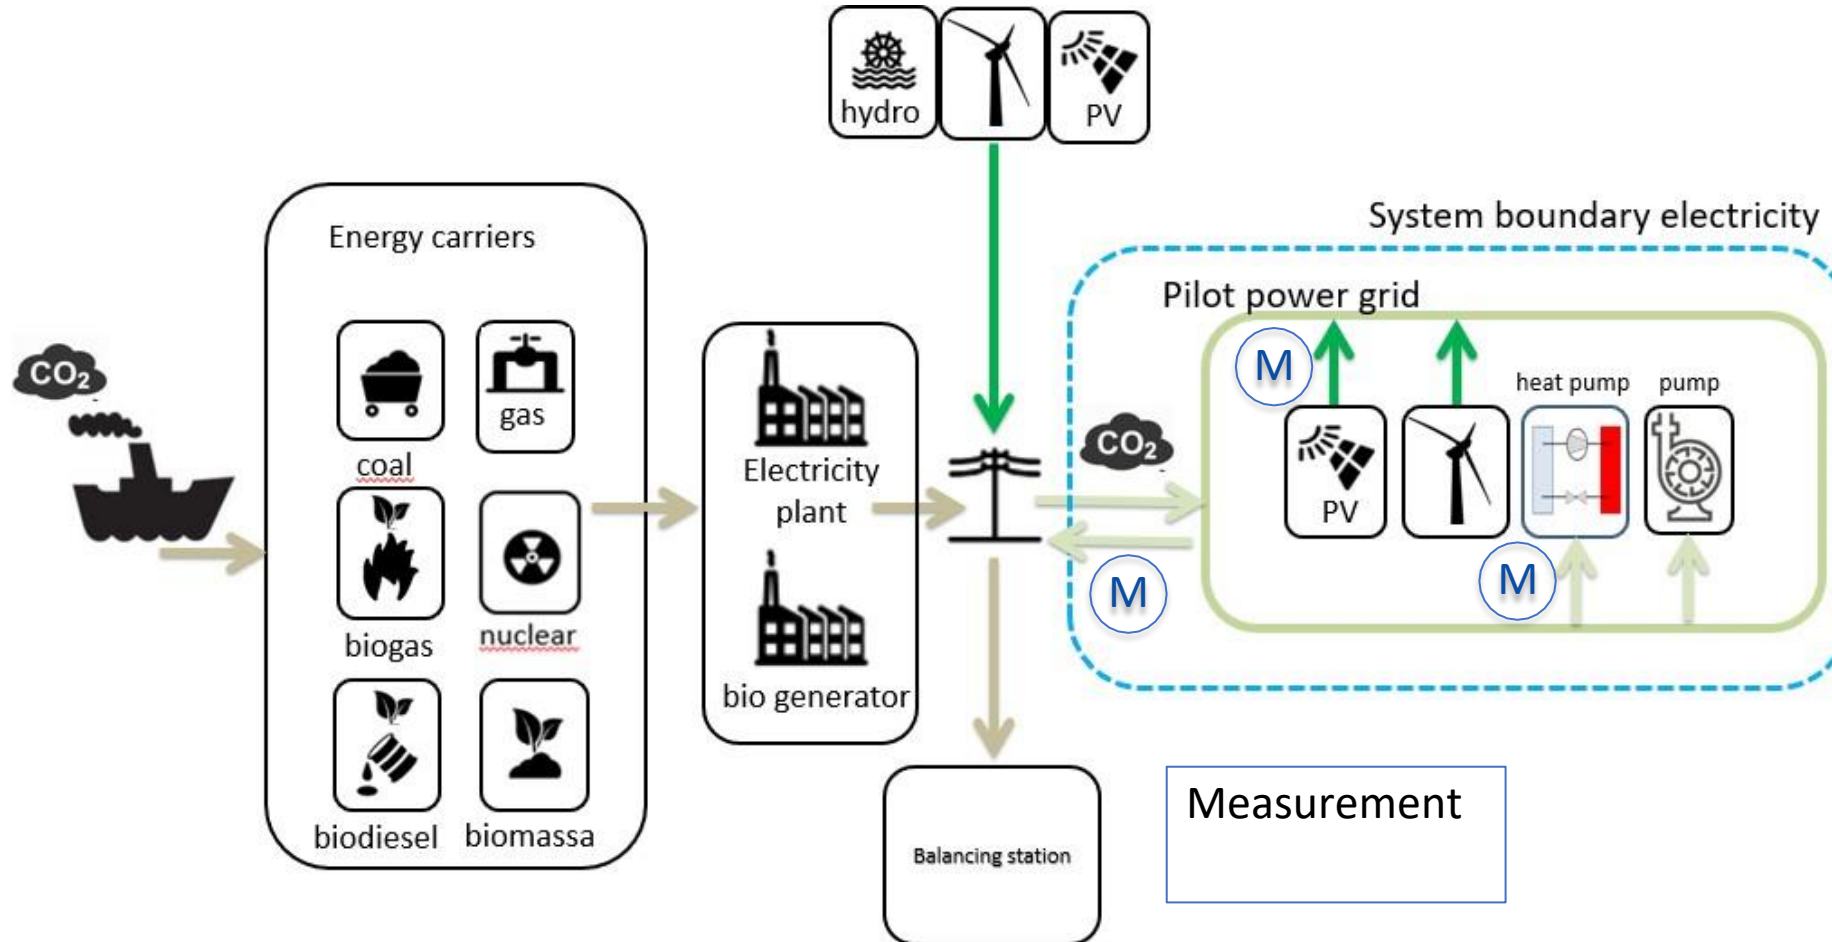 hydro
PV
System boundary electricity
Energy carriers
Pilot power grid
M
CO₂
gas
heat pump
pump
coal
CO₂
Electricity
plant
PV
M
M
biogas
nuclear
bio generator
biodiesel
biomassa
Measurement
Balancing station